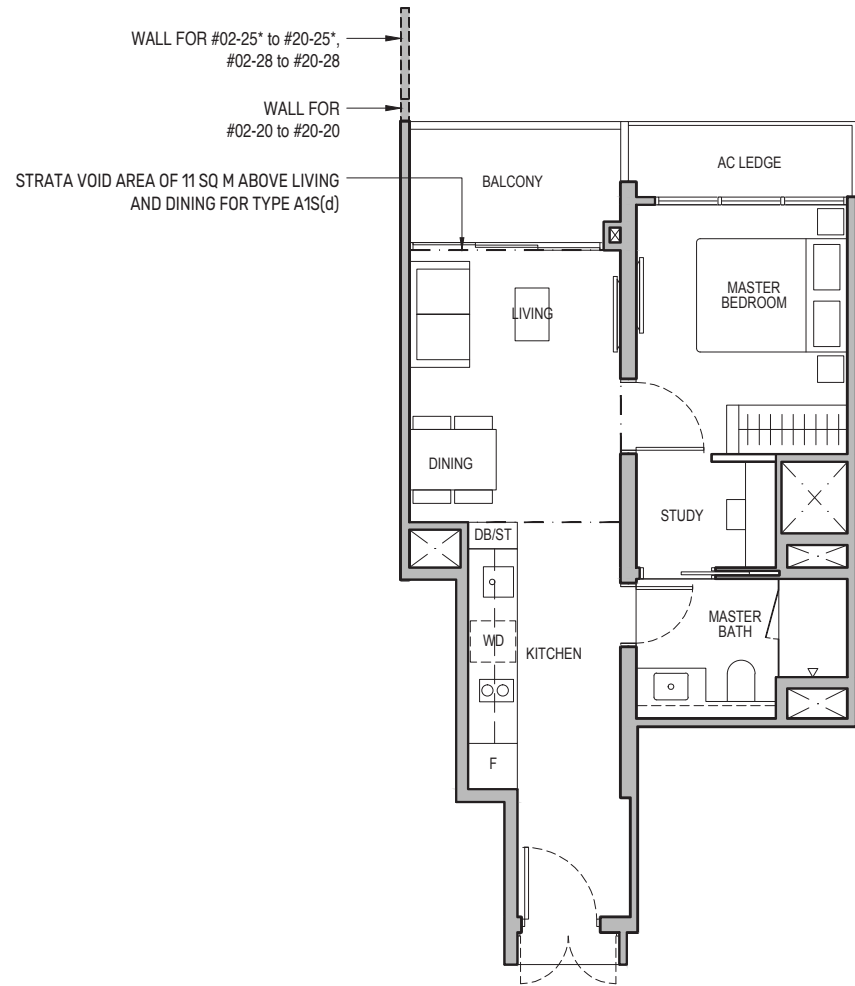 WALL FOR #02-25* to #20-25*,
#02-28 to #20-28
WALL FOR
#02-20 to #20-20
STRATA VOID AREA OF 11 SQ M ABOVE LIVING
AND DINING FOR TYPE A1S(d)
BALCONY
AC LEDGE
MASTER
BEDROOM
LIVING
DINING
STUDY
DB/ST
MASTER
BATH
WD
KITCHEN
F